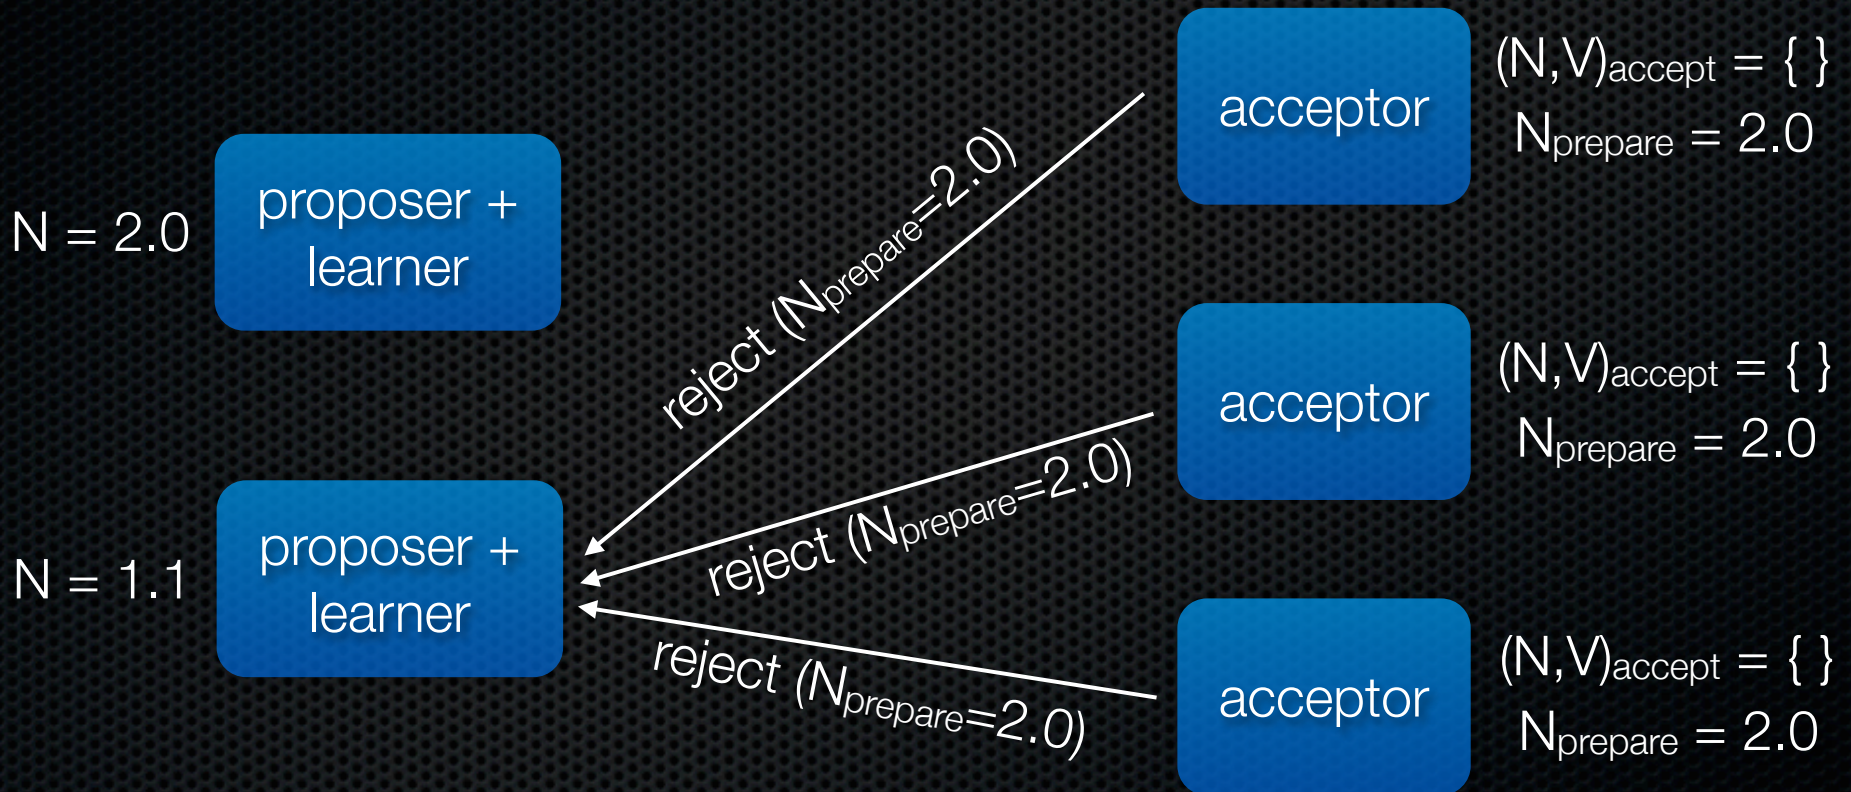 N = 2.0
proposer +
learner
N = 1.1
proposer +
learner
reject (Nprepare=2.0)
reject (Nprepare=2.0)
reject (Nprepare=2.0)
acceptor
(N,V)accept = { }
Nprepare = 2.0
acceptor
(N,V)accept = { }
Nprepare = 2.0
acceptor
(N,V)accept = { }
Nprepare = 2.0